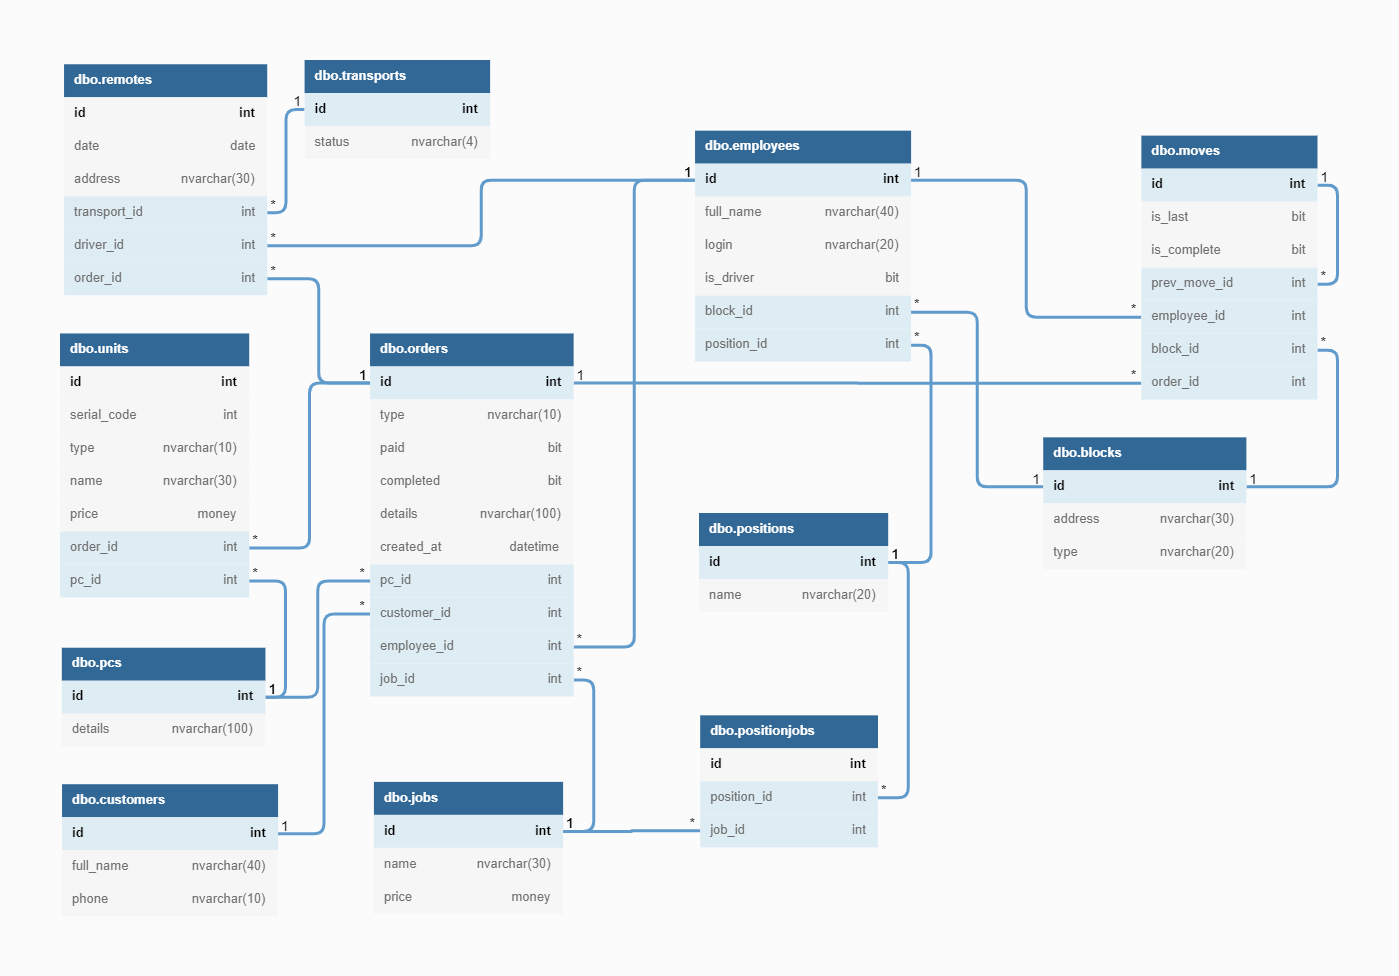 dbo.remotes
id int
date date
address nvarchar(30)
transport_id int *
driver_id int *
order_id int *
dbo.transports
1 id int
status nvarchar(4)
dbo.employees
1 id int 1
full_name nvarchar(40)
login nvarchar(20)
is_driver bit
block_id int *
position_id int *
dbo.moves
id int 1
is_last bit
is_complete bit
prev_move_id int *
* employee_id int
block_id int *
* order_id int
dbo.units
id int
serial_code int
type nvarchar(10)
name nvarchar(30)
price money
order_id int *
pc_id int *
dbo.orders
1 id int 1
type nvarchar(10)
paid bit
completed bit
details nvarchar(100)
created_at datetime
* pc_id int
* customer_id int
employee_id int *
job_id int *
dbo.blocks
1 id int 1
address nvarchar(30)
type nvarchar(20)
dbo.positions
id int 1
name nvarchar(20)
dbo.pcs
id int 1
details nvarchar(100)
dbo.positionjobs
id int
position_id int *
* job_id int
dbo.customers
id int 1
full_name nvarchar(40)
phone nvarchar(10)
dbo.jobs
id int 1
name nvarchar(30)
price money